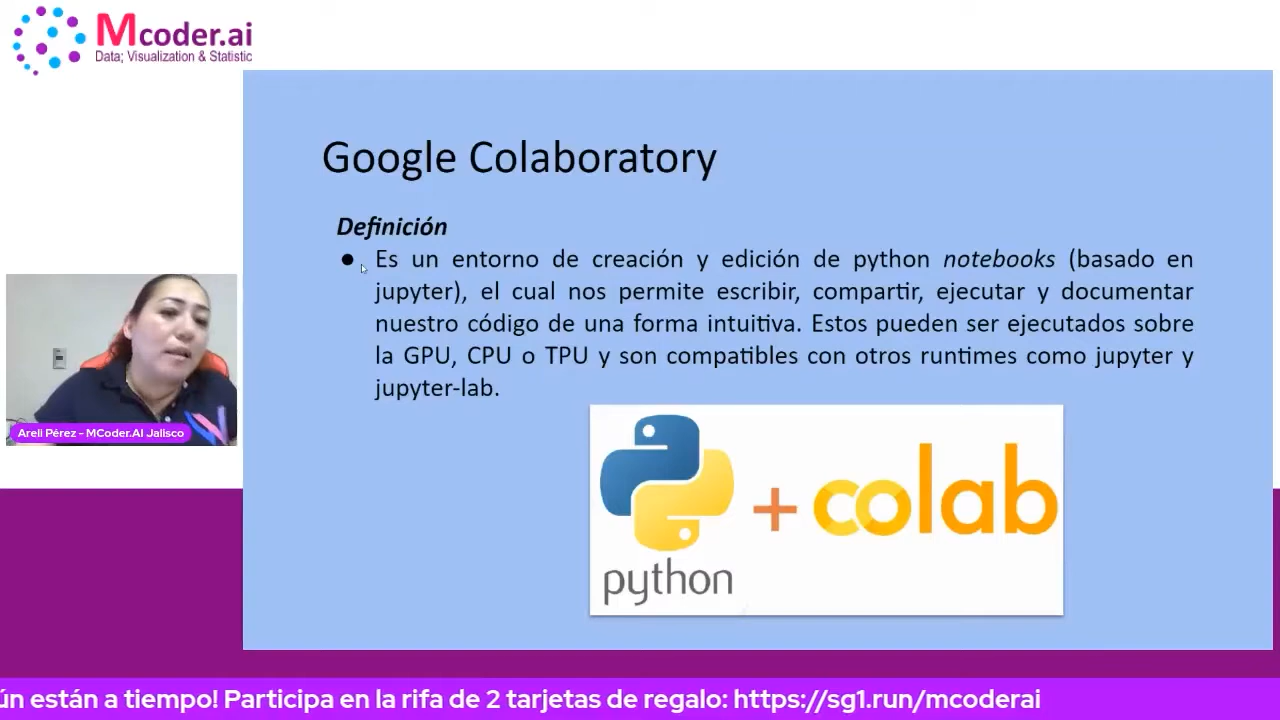 Mcoder.ai
Data; Visualization & Statistic
Google Colaboratory
Definición
● Es un entorno de creación y edición de python notebooks (basado en
jupyter), el cual nos permite escribir, compartir, ejecutar y documentar
nuestro código de una forma intuitiva. Estos pueden ser ejecutados sobre
la GPU, CPU o TPU y son compatibles con otros runtimes como jupyter y
jupyter-lab.
python + colab
Areli Pérez - MCoder.AI Jalisco
ún están a tiempo! Participa en la rifa de 2 tarjetas de regalo: https://sg1.run/mcoderai